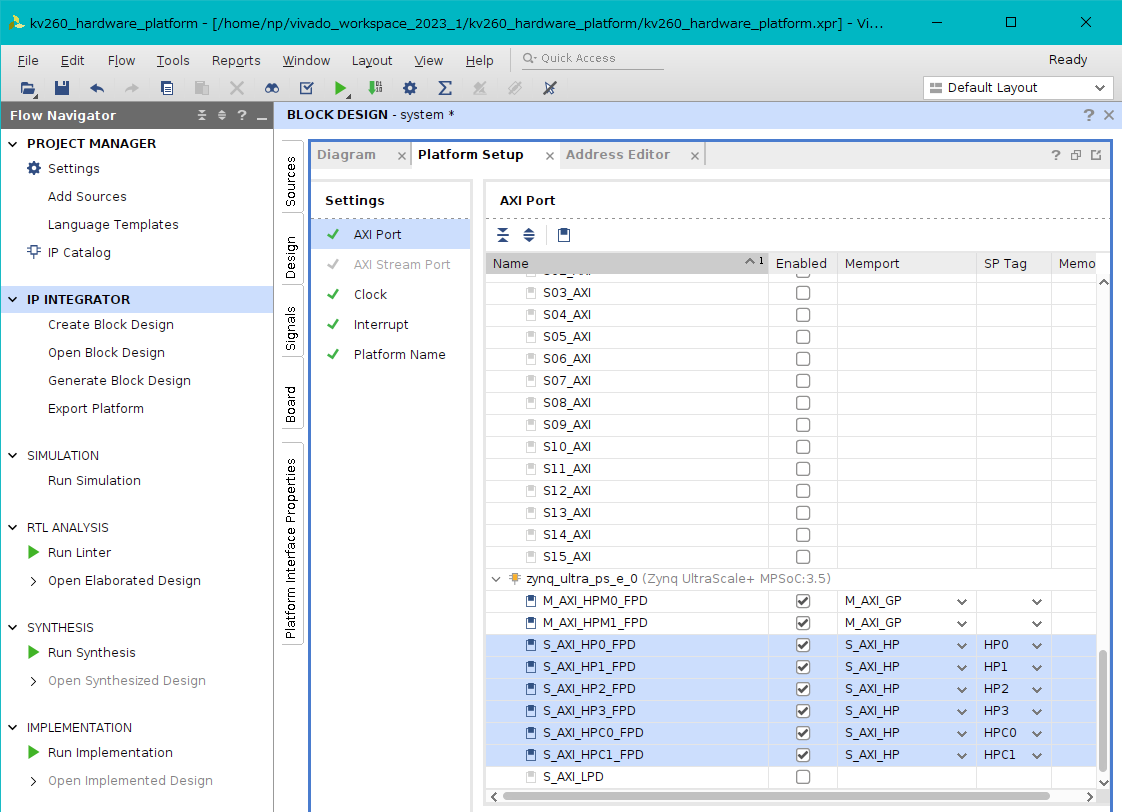 kv260_hardware_platform - [/home/np/vivado_workspace_2023_1/kv260_hardware_platform/kv260_hardware_platform.xpr] - Vi...
File Edit Flow Tools Reports Window Layout View Help Quick Access Ready
Default Layout
Flow Navigator
PROJECT MANAGER
Settings
Add Sources
Language Templates
IP Catalog
IP INTEGRATOR
Create Block Design
Open Block Design
Generate Block Design
Export Platform
SIMULATION
Run Simulation
RTL ANALYSIS
Run Linter
Open Elaborated Design
SYNTHESIS
Run Synthesis
Open Synthesized Design
IMPLEMENTATION
Run Implementation
Open Implemented Design
BLOCK DESIGN - system *
Sources
Design
Signals
Board
Platform Interface Properties
Diagram Platform Setup Address Editor
Settings
AXI Port
AXI Stream Port
Clock
Interrupt
Platform Name
AXI Port
Name 1 Enabled Memport SP Tag Memo
S03_AXI
S04_AXI
S05_AXI
S06_AXI
S07_AXI
S08_AXI
S09_AXI
S10_AXI
S11_AXI
S12_AXI
S13_AXI
S14_AXI
S15_AXI
zynq_ultra_ps_e_0 (Zynq UltraScale+ MPSoC:3.5)
M_AXI_HPM0_FPD M_AXI_GP
M_AXI_HPM1_FPD M_AXI_GP
S_AXI_HP0_FPD S_AXI_HP HP0
S_AXI_HP1_FPD S_AXI_HP HP1
S_AXI_HP2_FPD S_AXI_HP HP2
S_AXI_HP3_FPD S_AXI_HP HP3
S_AXI_HPC0_FPD S_AXI_HP HPC0
S_AXI_HPC1_FPD S_AXI_HP HPC1
S_AXI_LPD